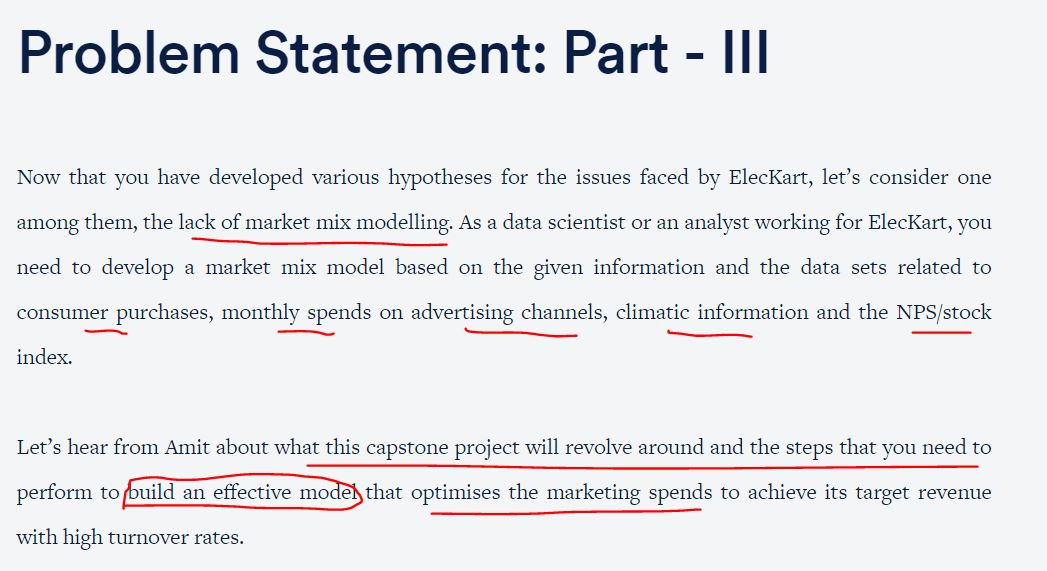 Problem Statement: Part - III
Now that you have developed various hypotheses for the issues faced by ElecKart, let’s consider one
among them, the lack of market mix modelling. As a data scientist or an analyst working for ElecKart, you
need to develop a market mix model based on the given information and the data sets related to
consumer purchases, monthly spends on advertising channels, climatic information and the NPS/stock
index.
Let’s hear from Amit about what this capstone project will revolve around and the steps that you need to
perform to build an effective model that optimises the marketing spends to achieve its target revenue
with high turnover rates.